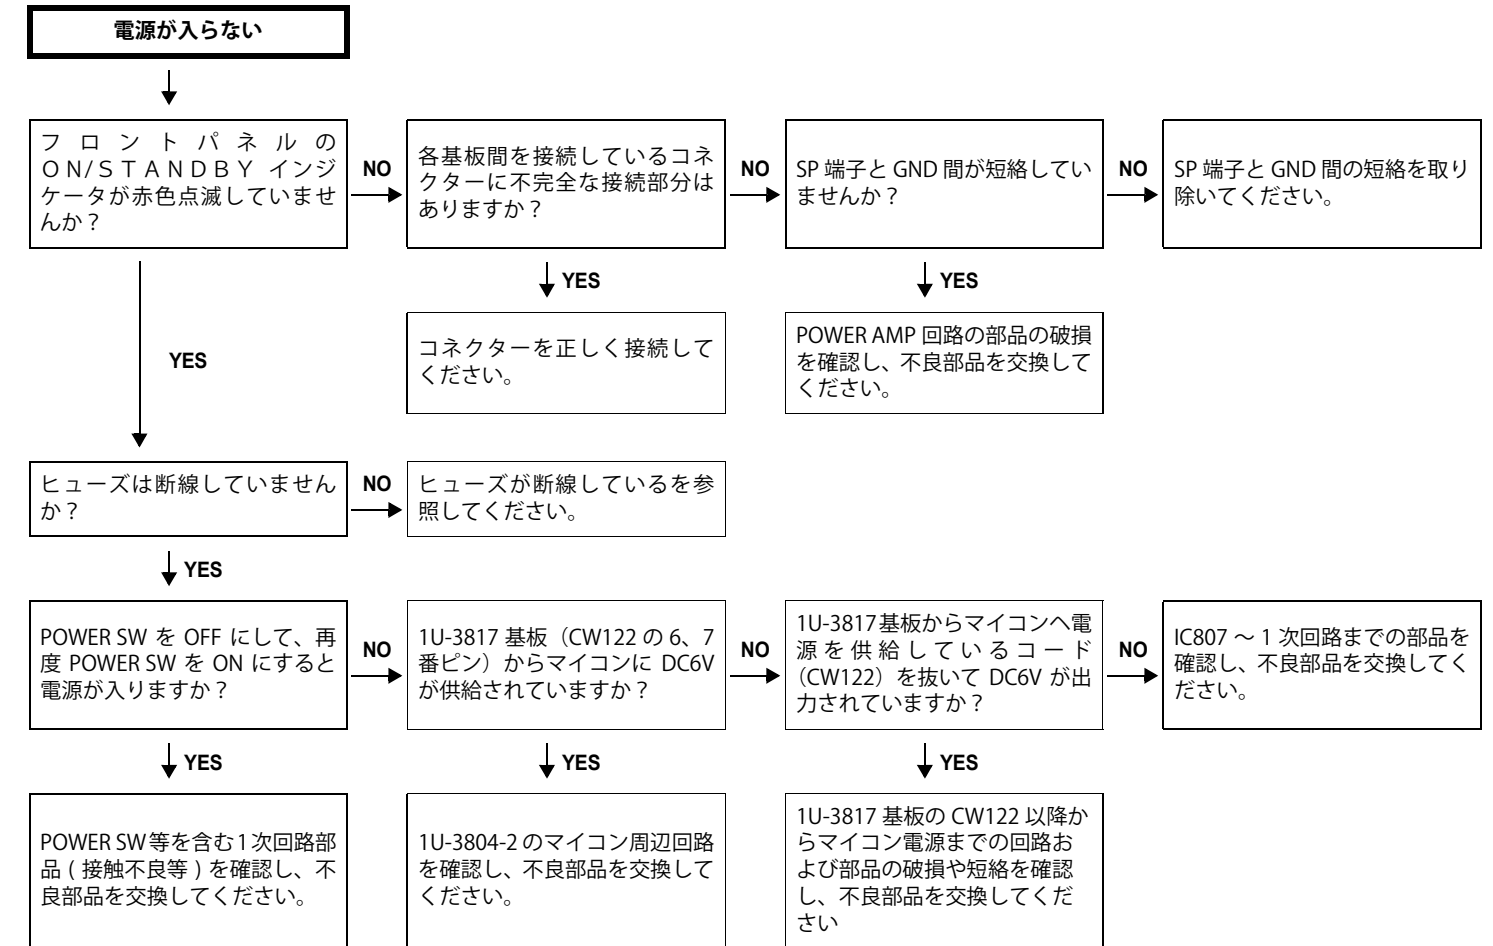 電源が入らない
フロントパネルの
ON/STANDBY インジ
ケータが赤色点滅していませ
んか？
NO
各基板間を接続しているコネ
クターに不完全な接続部分は
ありますか？
NO
SP 端子と GND 間が短絡してい
ませんか？
NO
SP 端子と GND 間の短絡を取り
除いてください。
YES
YES
YES
コネクターを正しく接続して
ください。
POWER AMP 回路の部品の破損
を確認し、不良部品を交換して
ください。
ヒューズは断線していません
か？
NO
ヒューズが断線しているを参
照してください。
YES
POWER SW を OFF にして、再
度 POWER SW を ON にすると
電源が入りますか？
NO
1U-3817 基板（CW122 の 6、7
番ピン）からマイコンに DC6V
が供給されていますか？
NO
1U-3817 基板からマイコンへ電
源を供給しているコード
（CW122）を抜いて DC6V が出
力されていますか？
NO
IC807 ～ 1 次回路までの部品を
確認し、不良部品を交換してく
ださい。
YES
YES
YES
POWER SW 等を含む 1 次回路部
品 ( 接触不良等 ) を確認し、不
良部品を交換してください。
1U-3804-2 のマイコン周辺回路
を確認し、不良部品を交換して
ください。
1U-3817 基板の CW122 以降か
らマイコン電源までの回路お
よび部品の破損や短絡を確認
し、不良部品を交換してくだ
さい